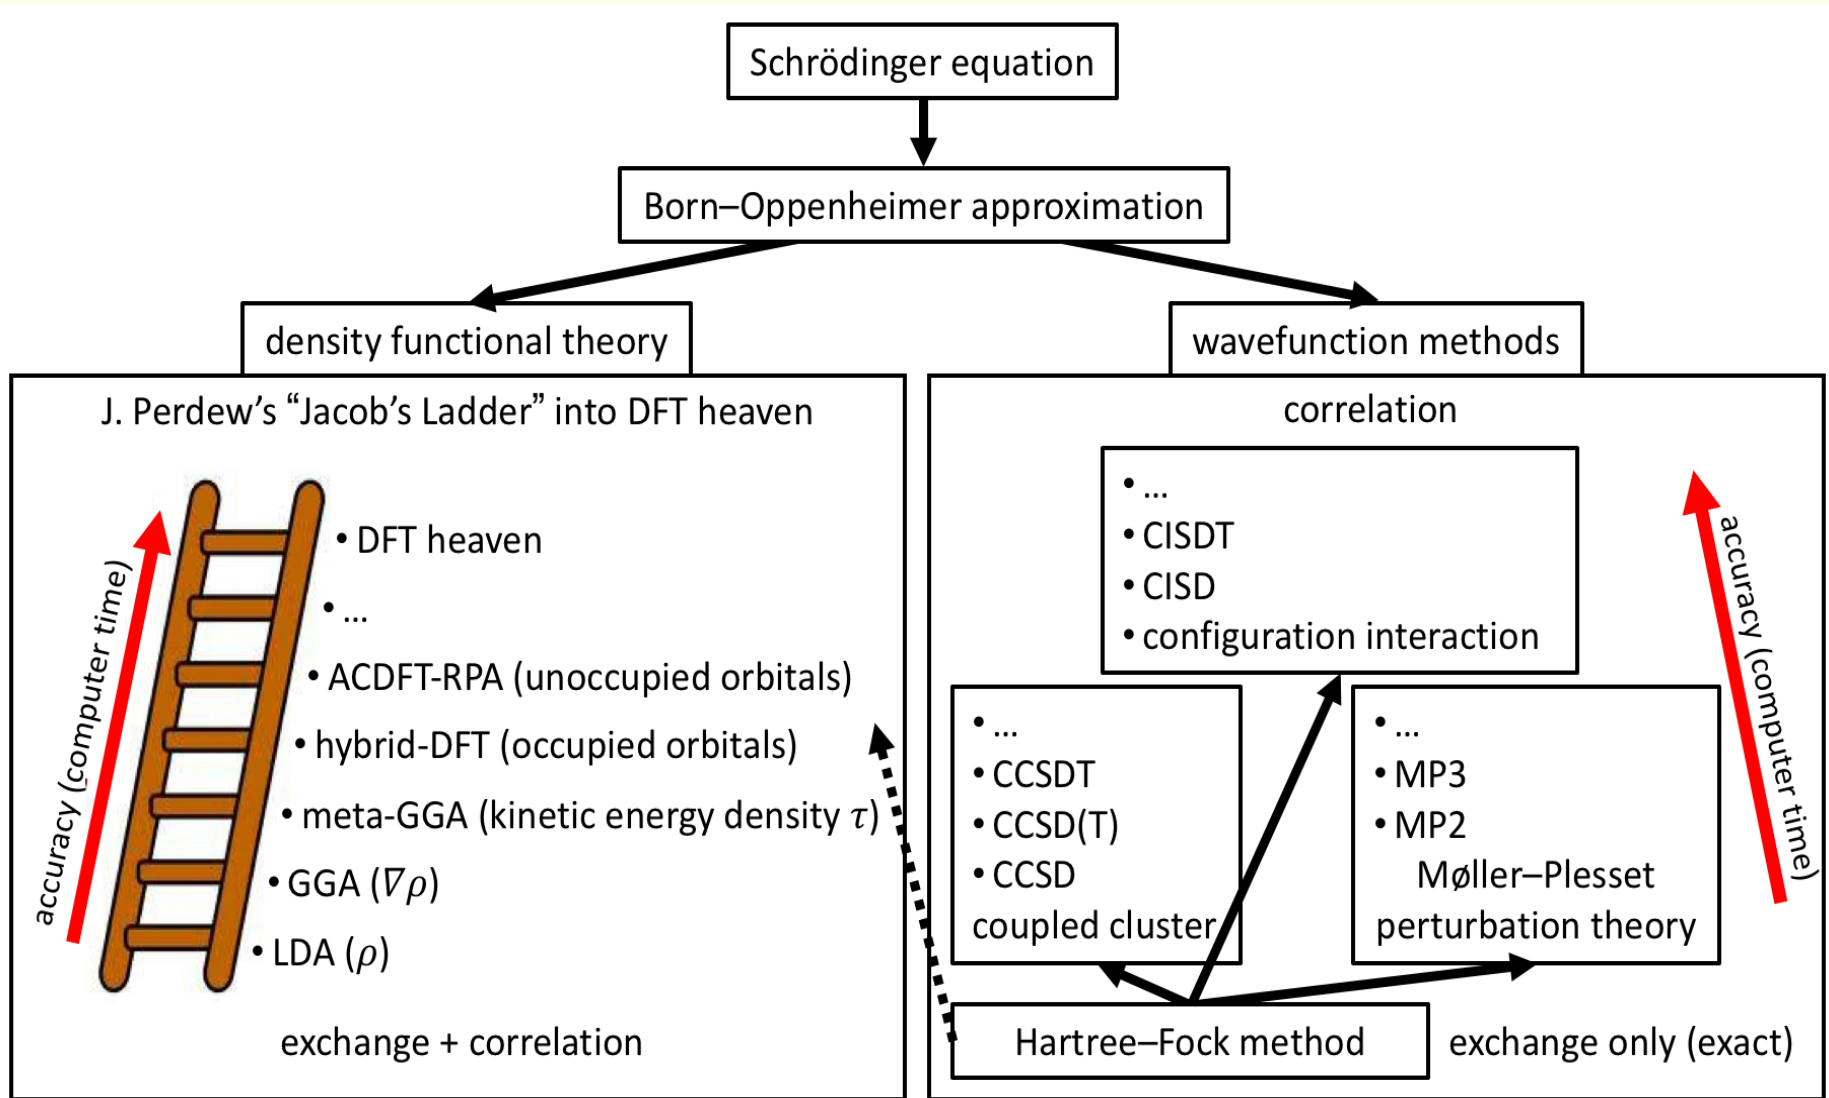 Schrödinger equation
Born–Oppenheimer approximation
density functional theory
J. Perdew’s “Jacob’s Ladder” into DFT heaven
accuracy (computer time)
• DFT heaven
• ...
• ACDFT-RPA (unoccupied orbitals)
• hybrid-DFT (occupied orbitals)
• meta-GGA (kinetic energy density τ)
• GGA (∇ρ)
• LDA (ρ)
exchange + correlation
wavefunction methods
correlation
• ...
• CISDT
• CISD
• configuration interaction
• ...
• CCSDT
• CCSD(T)
• CCSD
coupled cluster
• ...
• MP3
• MP2
Møller–Plesset
perturbation theory
accuracy (computer time)
Hartree–Fock method
exchange only (exact)